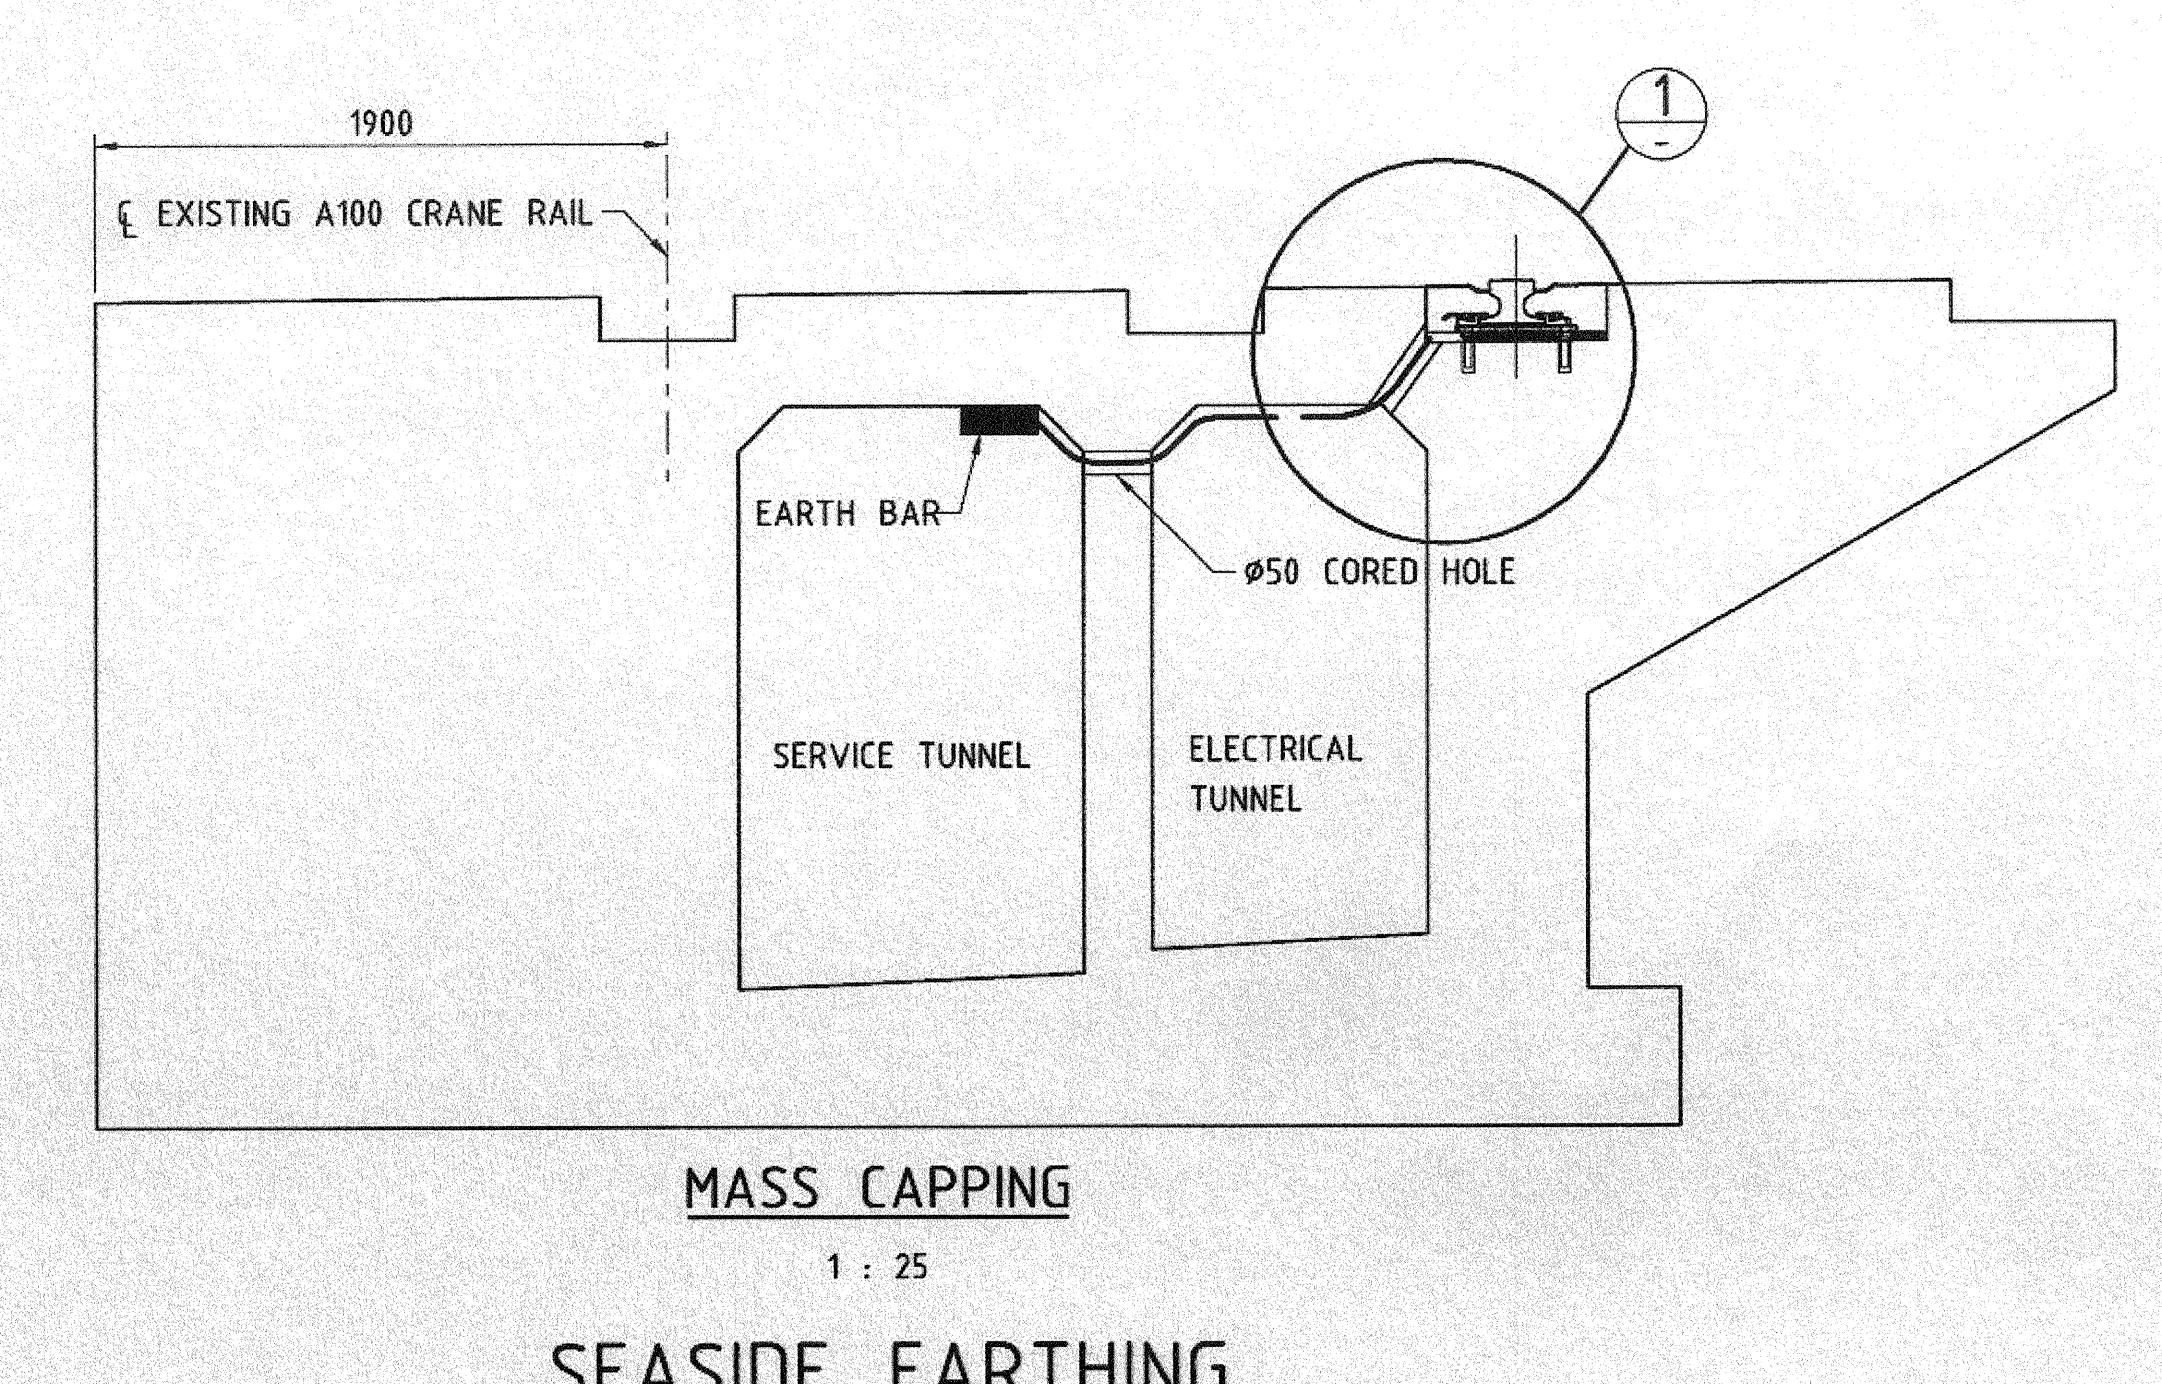 1
-
1900
℄ EXISTING A100 CRANE RAIL
EARTH BAR
ø50 CORED HOLE
SERVICE TUNNEL
ELECTRICAL
TUNNEL
MASS CAPPING
1 : 25
SEASIDE EARTHING